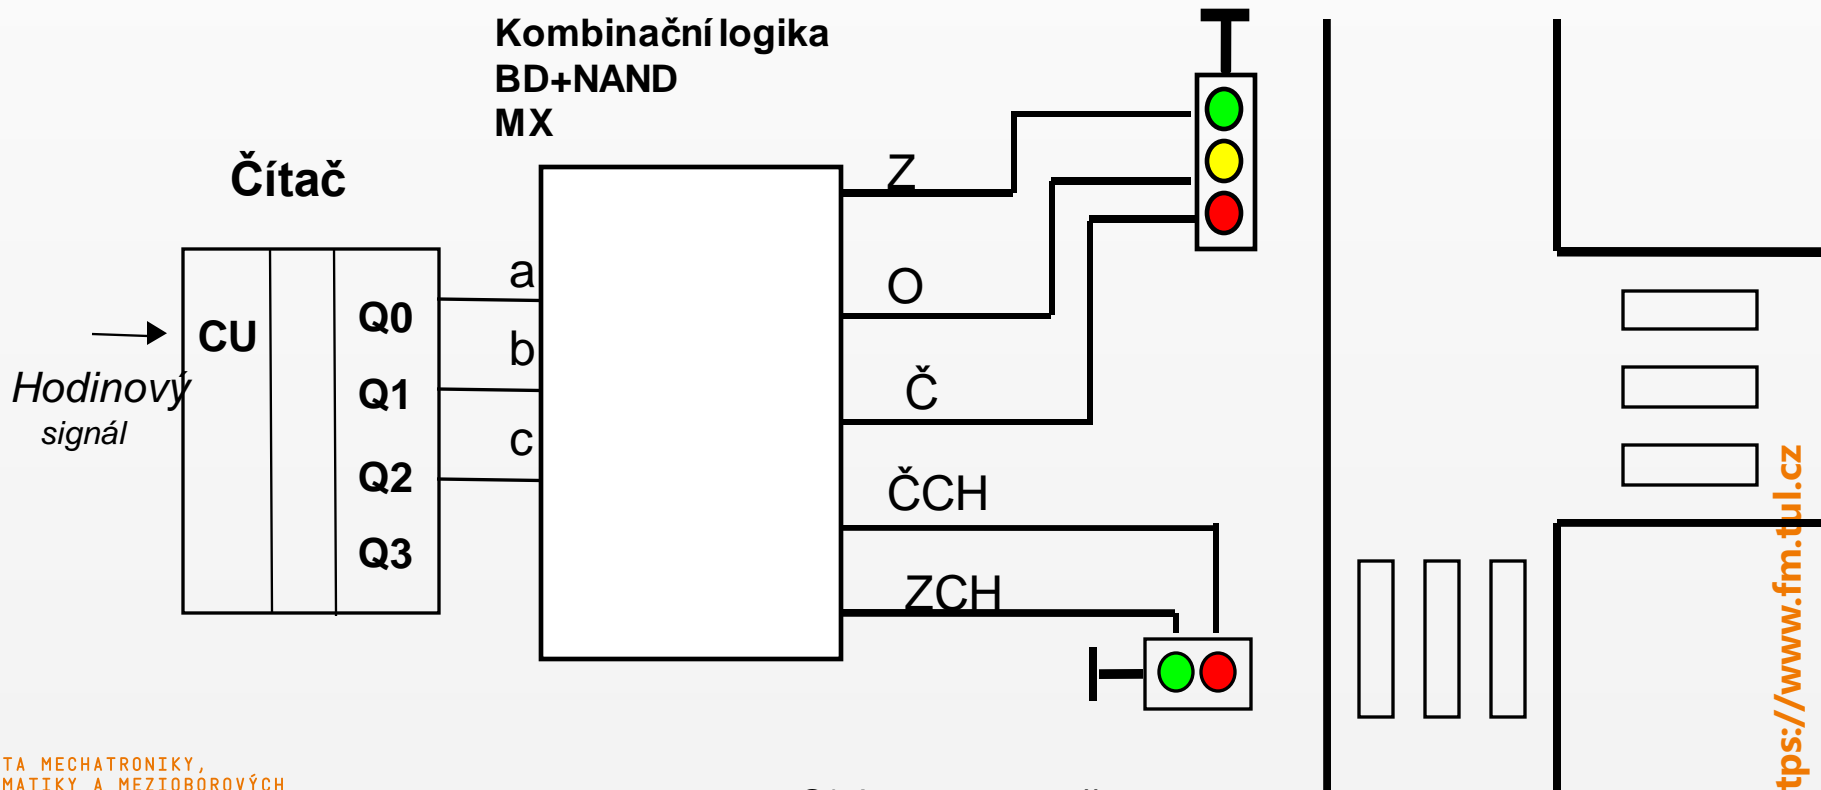 Kombinační logika
BD+NAND
MX
Čítač
CU
Q0
Q1
Q2
Q3
Hodinový
signál
a
b
c
Z
O
Č
ČCH
ZCH
tps://www.fm.tul.cz
TA MECHATRONIKY,
MATIKY A MEZIOBOROVÝCH